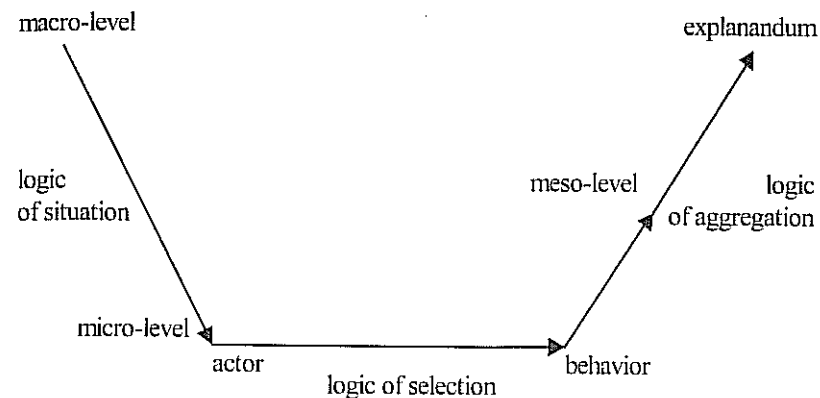 macro-level
explanandum
logic
of situation
meso-level
logic
of aggregation
micro-level
actor
behavior
logic of selection